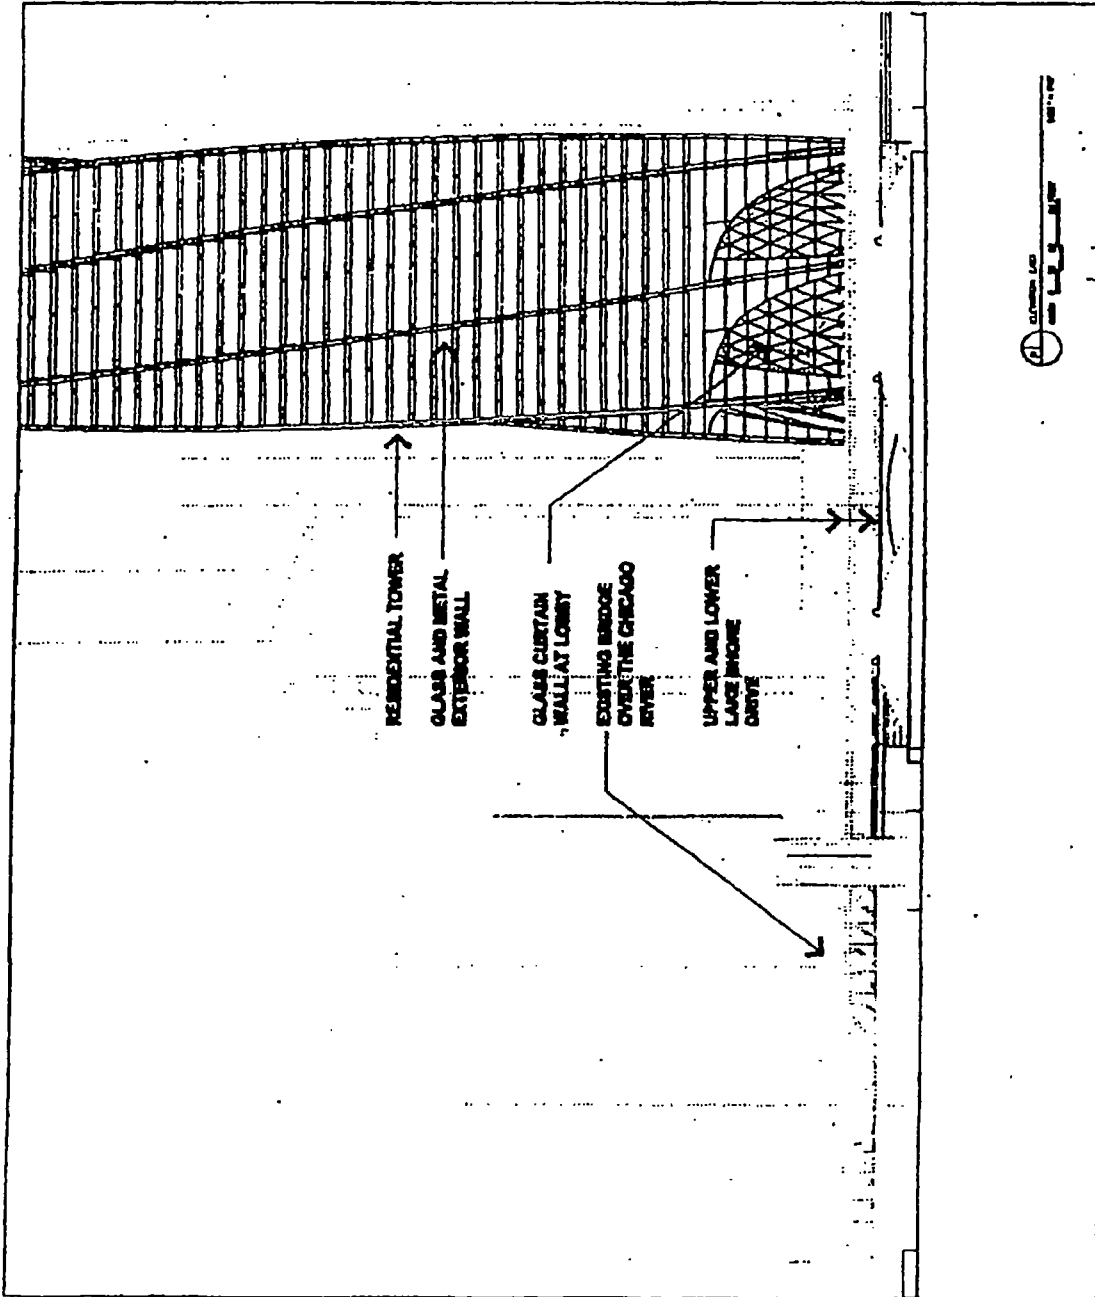 RESIDENTIAL TOWER
GLASS AND METAL
EXTERIOR WALL
GLASS CURTAIN
WALL AT LOBBY
EXISTING BRIDGE
OVER THE CHICAGO
RIVER
UPPER AND LOWER
LAKE SHORE
DRIVE